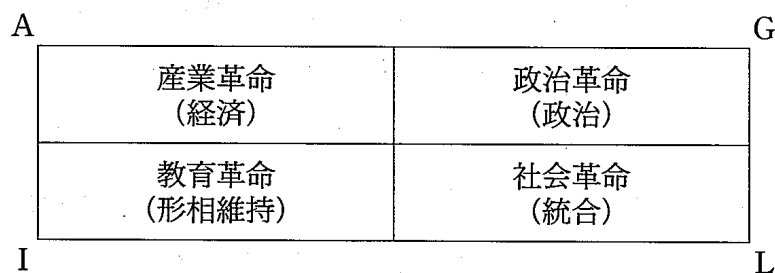 A
G
産業革命
(経済)
政治革命
(政治)
教育革命
(形相維持)
社会革命
(統合)
I
L